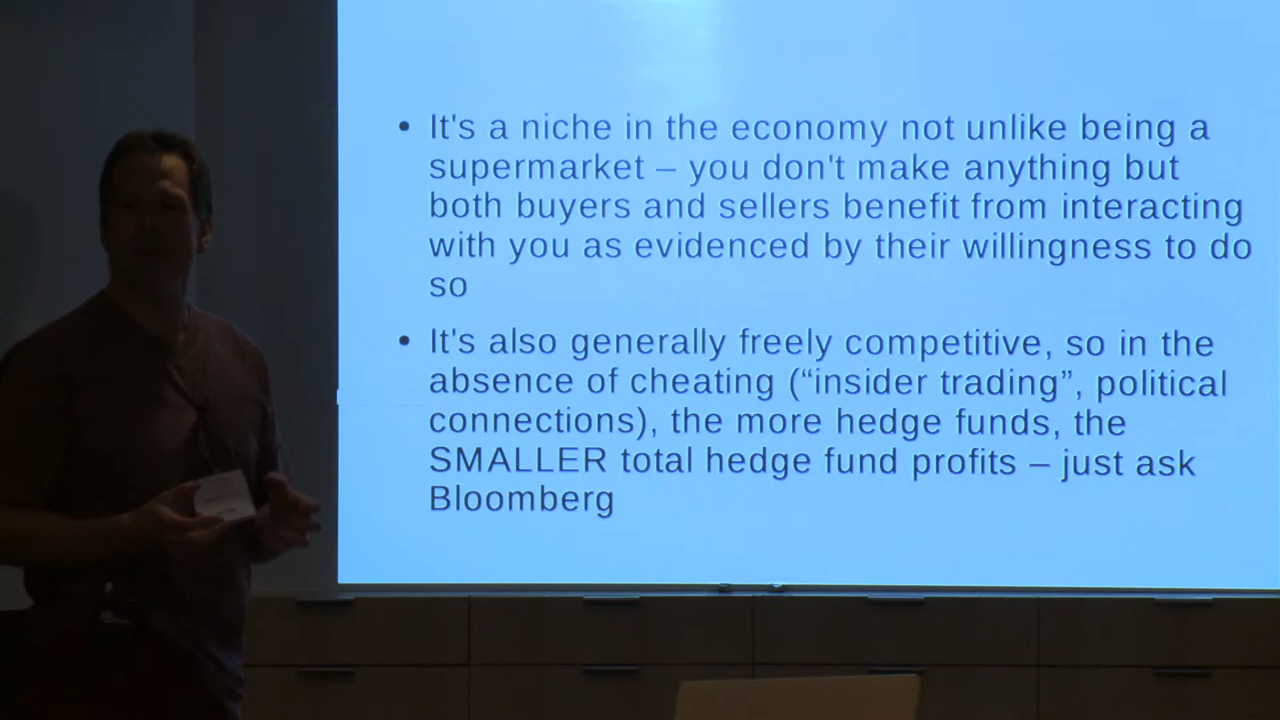 • It's a niche in the economy not unlike being a
supermarket – you don't make anything but
both buyers and sellers benefit from interacting
with you as evidenced by their willingness to do
so
• It's also generally freely competitive, so in the
absence of cheating (“insider trading”, political
connections), the more hedge funds, the
SMALLER total hedge fund profits – just ask
Bloomberg